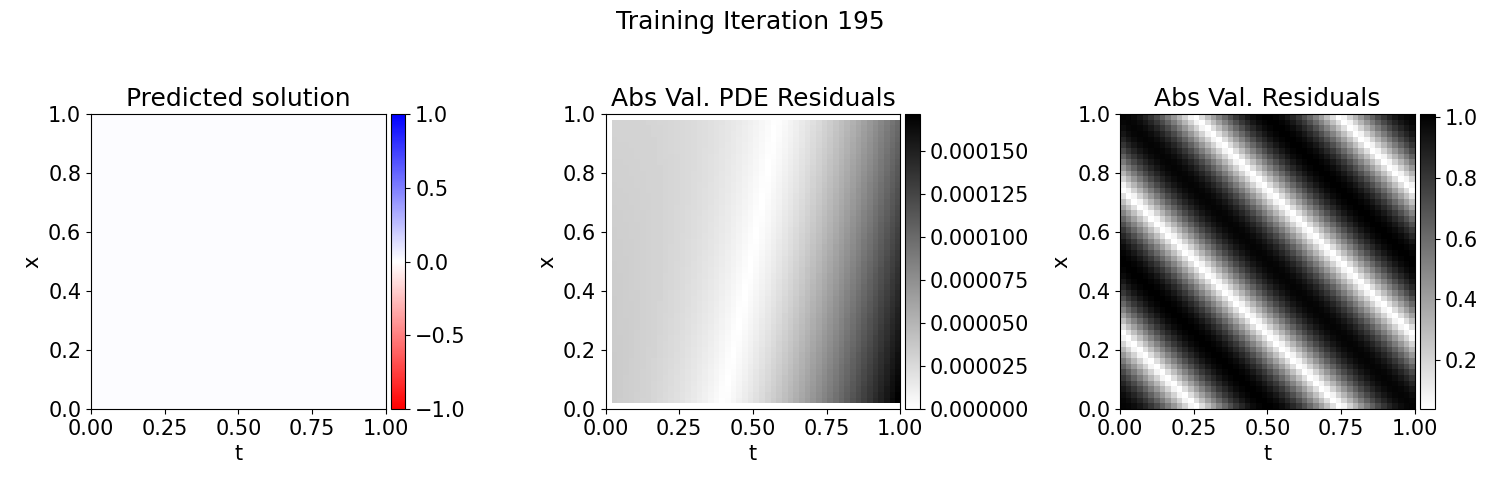 Training Iteration 195
Predicted solution
1.0
0.8
0.6
0.4
0.2
0.0
x
0.00 0.25 0.50 0.75 1.00
t
1.0
0.5
0.0
−0.5
−1.0
Abs Val. PDE Residuals
1.0
0.8
0.6
0.4
0.2
0.0
x
0.00 0.25 0.50 0.75 1.00
t
0.000150
0.000125
0.000100
0.000075
0.000050
0.000025
0.000000
Abs Val. Residuals
1.0
0.8
0.6
0.4
0.2
0.0
x
0.00 0.25 0.50 0.75 1.00
t
1.0
0.8
0.6
0.4
0.2